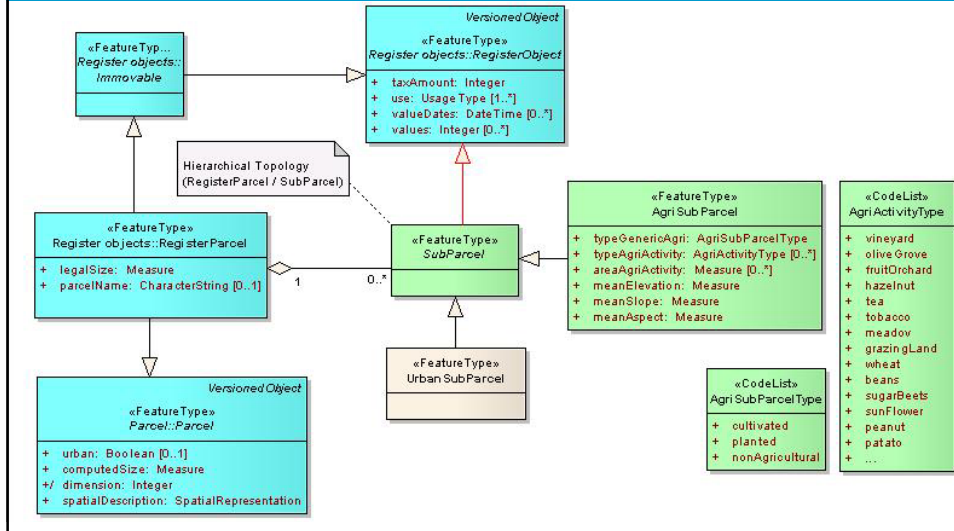 VersionedObject
«FeatureType»
Register objects::RegisterObject
+ taxAmount: Integer
+ use: UsageType [1..*]
+ valueDates: DateTime [0..*]
+ values: Integer [0..*]
«FeatureTyp...
Register objects::
Immovable
Hierarchical Topology
(RegisterParcel / SubParcel)
«FeatureType»
Register objects::RegisterParcel
+ legalSize: Measure
+ parcelName: CharacterString [0..1]
1
0..*
«FeatureType»
SubParcel
«FeatureType»
AgriSubParcel
+ typeGenericAgri: AgriSubParcelType
+ typeAgriActivity: AgriActivityType [0..*]
+ areaAgriActivity: Measure [0..*]
+ meanElevation: Measure
+ meanSlope: Measure
+ meanAspect: Measure
«CodeList»
AgriActivityType
+ vineyard
+ oliveGrove
+ fruitOrchard
+ hazelnut
+ tea
+ tobacco
+ meadov
+ grazingLand
+ wheat
+ beans
+ sugarBeets
+ sunFlower
+ peanut
+ patato
+ ...
«FeatureType»
UrbanSubParcel
«CodeList»
AgriSubParcelType
+ cultivated
+ planted
+ nonAgricultural
VersionedObject
«FeatureType»
Parcel::Parcel
+ urban: Boolean [0..1]
+ computedSize: Measure
+/ dimension: Integer
+ spatialDescription: SpatialRepresentation